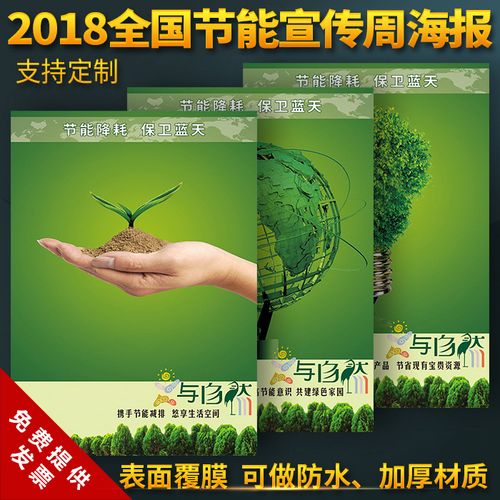 2018全国节能宣传周海报
支持定制
节能降耗 保卫蓝天
节能降耗 保卫蓝天
节能降耗 保卫蓝天
与自然
产品 节省现有宝贵资源
与自然
节能意识 共建绿色家园
与自然
携手节能减排 悠享生活空间
免费提供
发票
表面覆膜 可做防水、加厚材质